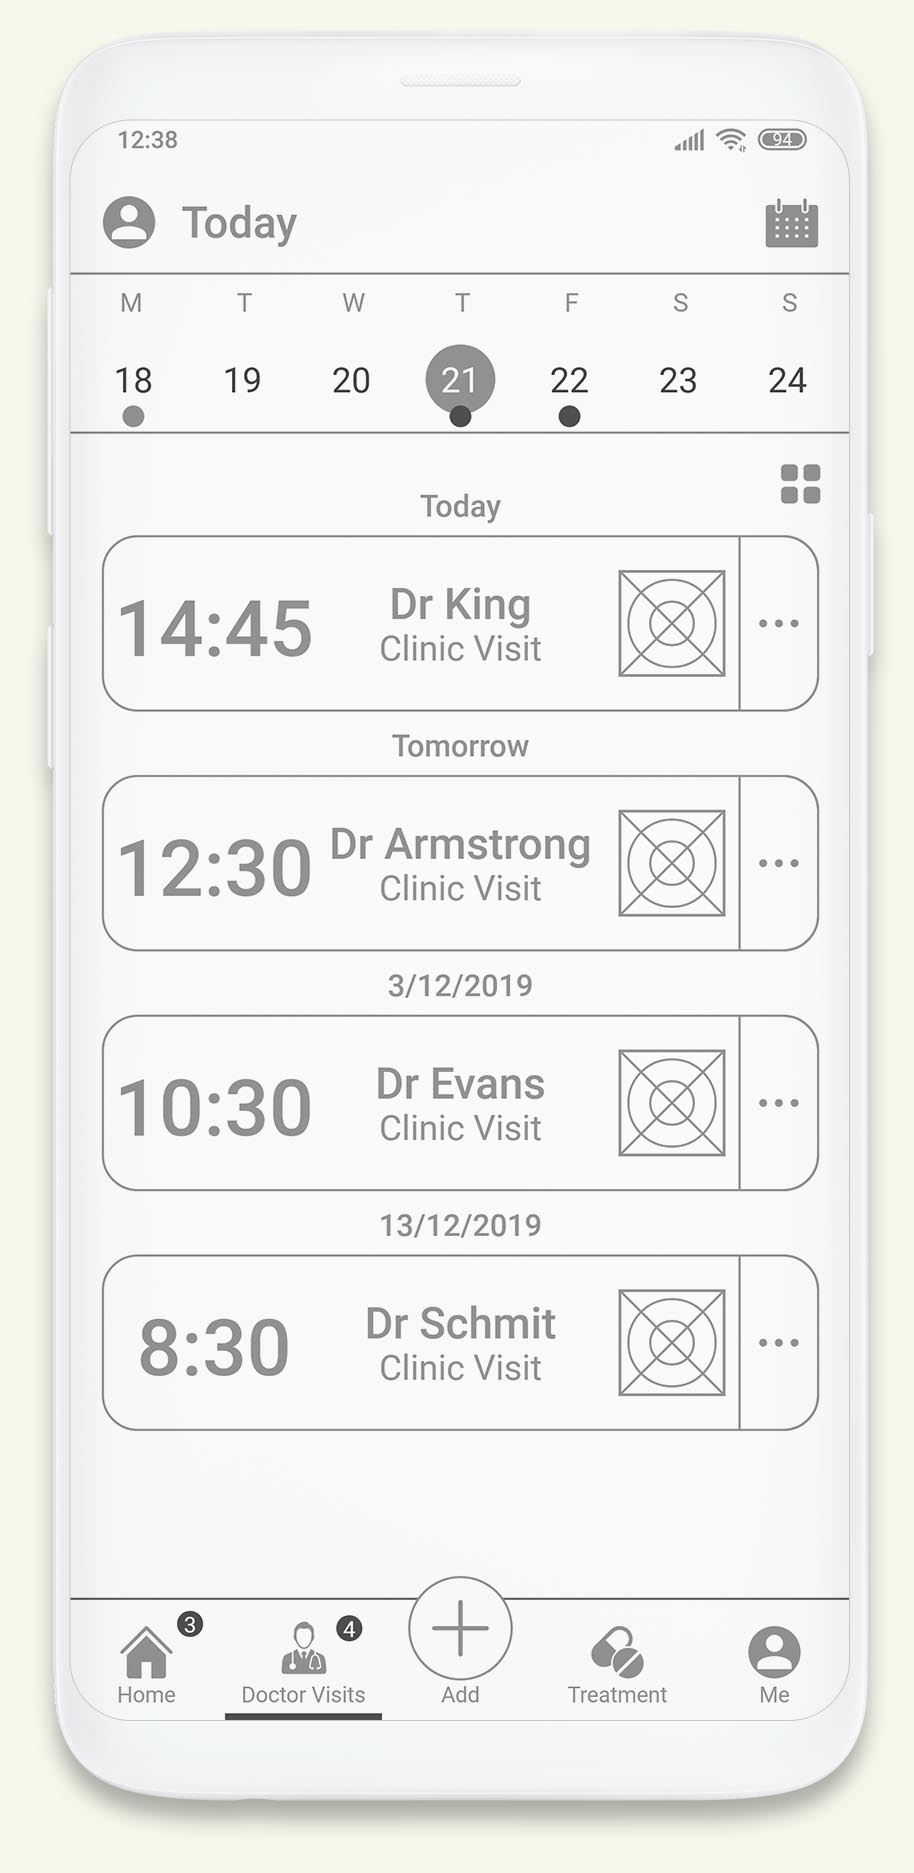 12:38
94
Today
M T W T F S S
18 19 20 21 22 23 24
Today
14:45
Dr King
Clinic Visit
Tomorrow
12:30
Dr Armstrong
Clinic Visit
3/12/2019
10:30
Dr Evans
Clinic Visit
13/12/2019
8:30
Dr Schmit
Clinic Visit
3
4
Home
Doctor Visits
Add
Treatment
Me